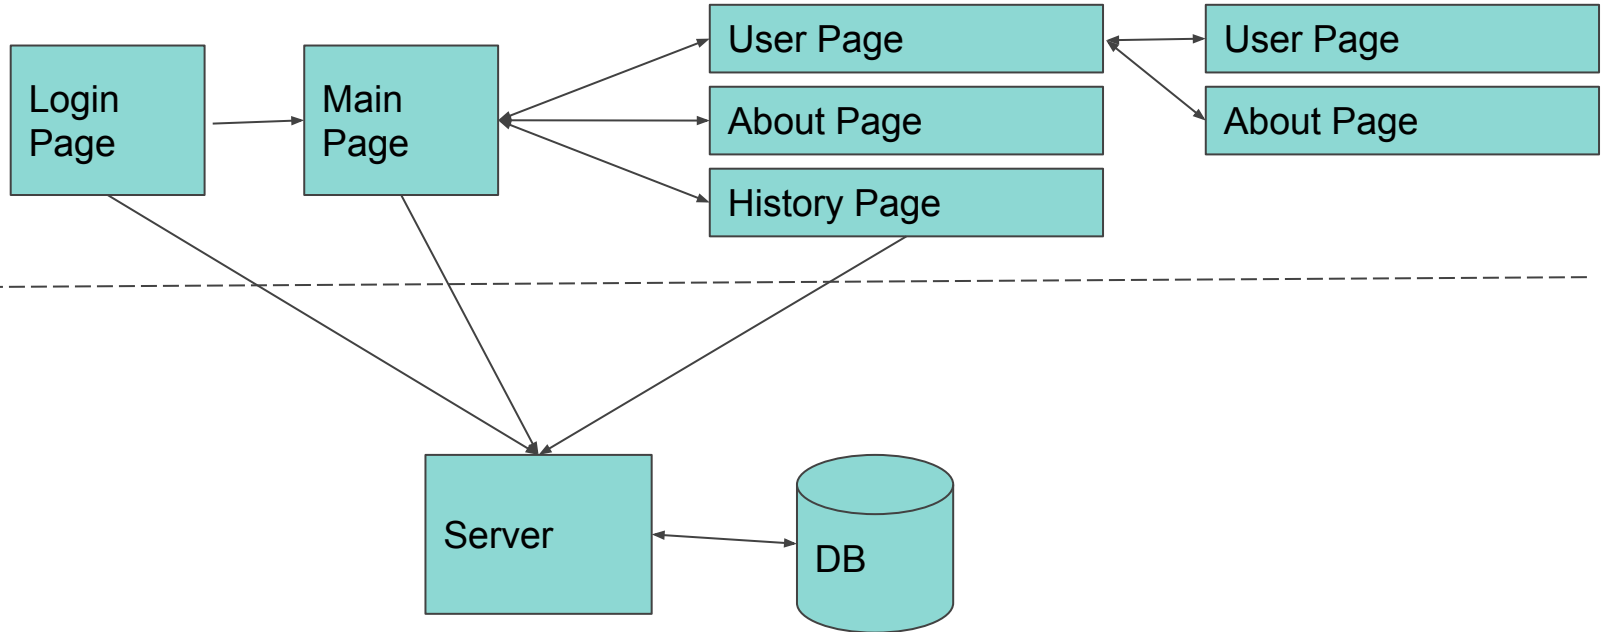 Login
Page
Main
Page
User Page
About Page
History Page
User Page
About Page
Server
DB